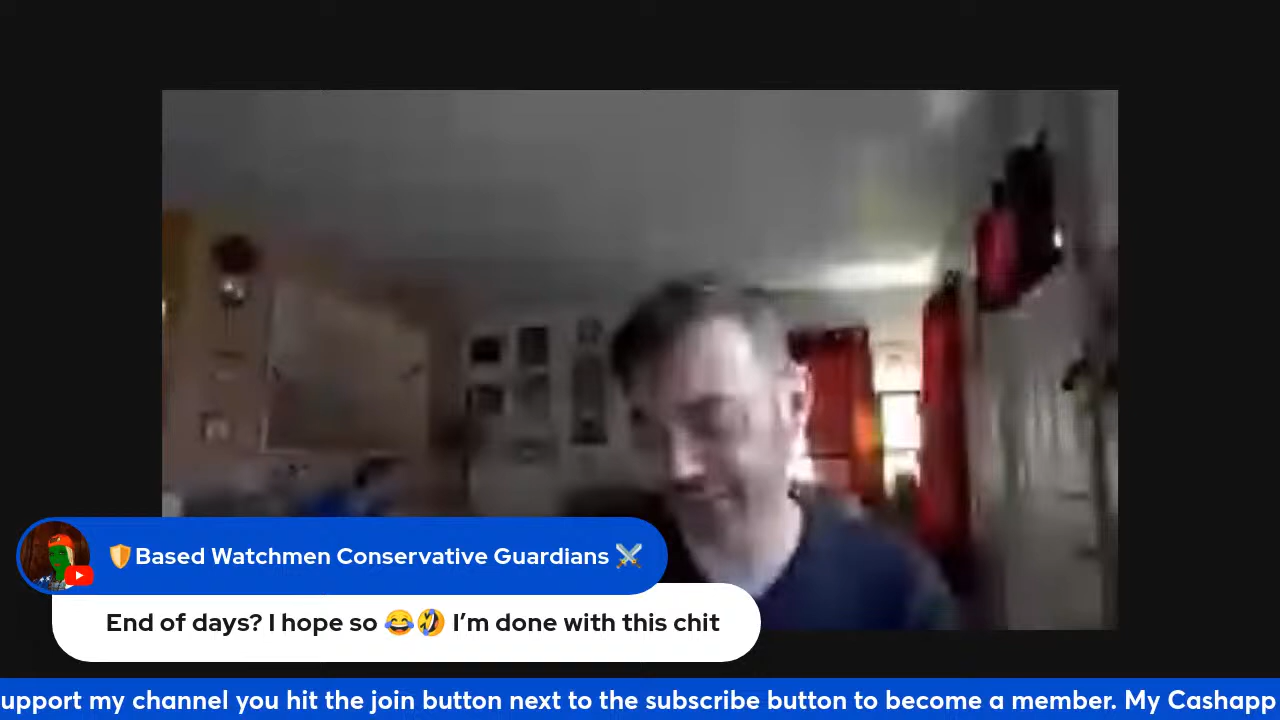 🛡️Based Watchmen Conservative Guardians ⚔️
End of days? I hope so 😂🤣 I’m done with this chit
upport my channel you hit the join button next to the subscribe button to become a member. My Cashapp